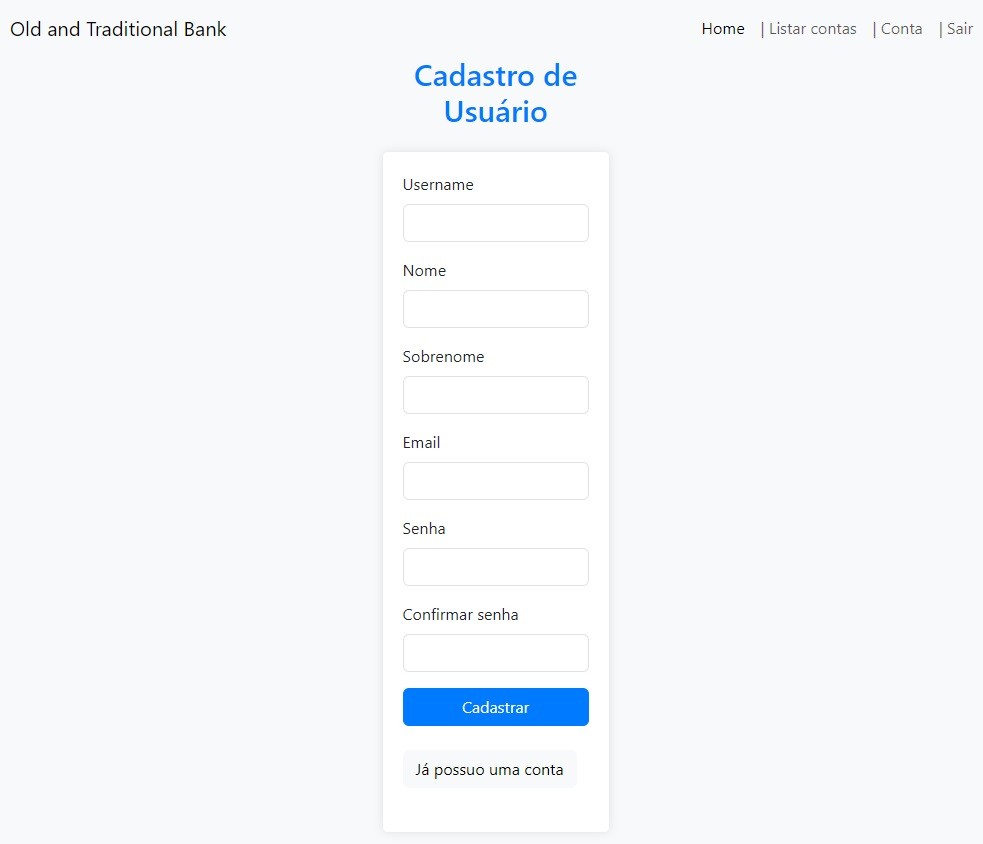 Old and Traditional Bank
Home | Listar contas | Conta | Sair
Cadastro de
Usuário
Username
Nome
Sobrenome
Email
Senha
Confirmar senha
Cadastrar
Já possuo uma conta